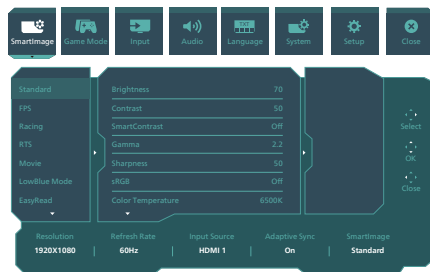 SmartImage Game Mode Input Audio Language System Setup Close
TXT
Standard
FPS
Racing
RTS
Movie
LowBlue Mode
EasyRead
Brightness 70
Contrast 50
SmartContrast Off
Gamma 2.2
Sharpness 50
sRGB Off
Color Temperature 6500K
Select
OK
Close
Resolution Refresh Rate Input Source Adaptive Sync SmartImage
1920X1080 60Hz HDMI 1 On Standard